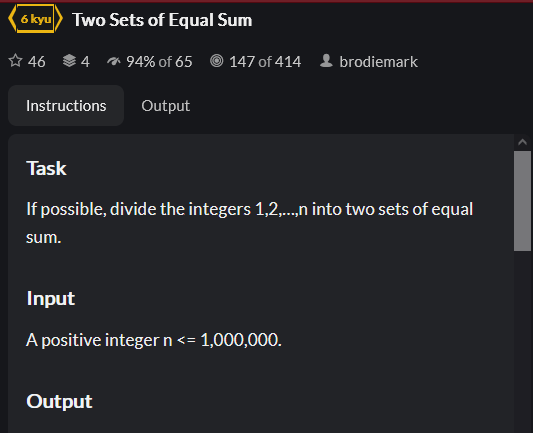 6 kyu Two Sets of Equal Sum
46 4 94% of 65 147 of 414 brodiemark
Instructions Output
Task
If possible, divide the integers 1,2,...,n into two sets of equal
sum.
Input
A positive integer n <= 1,000,000.
Output